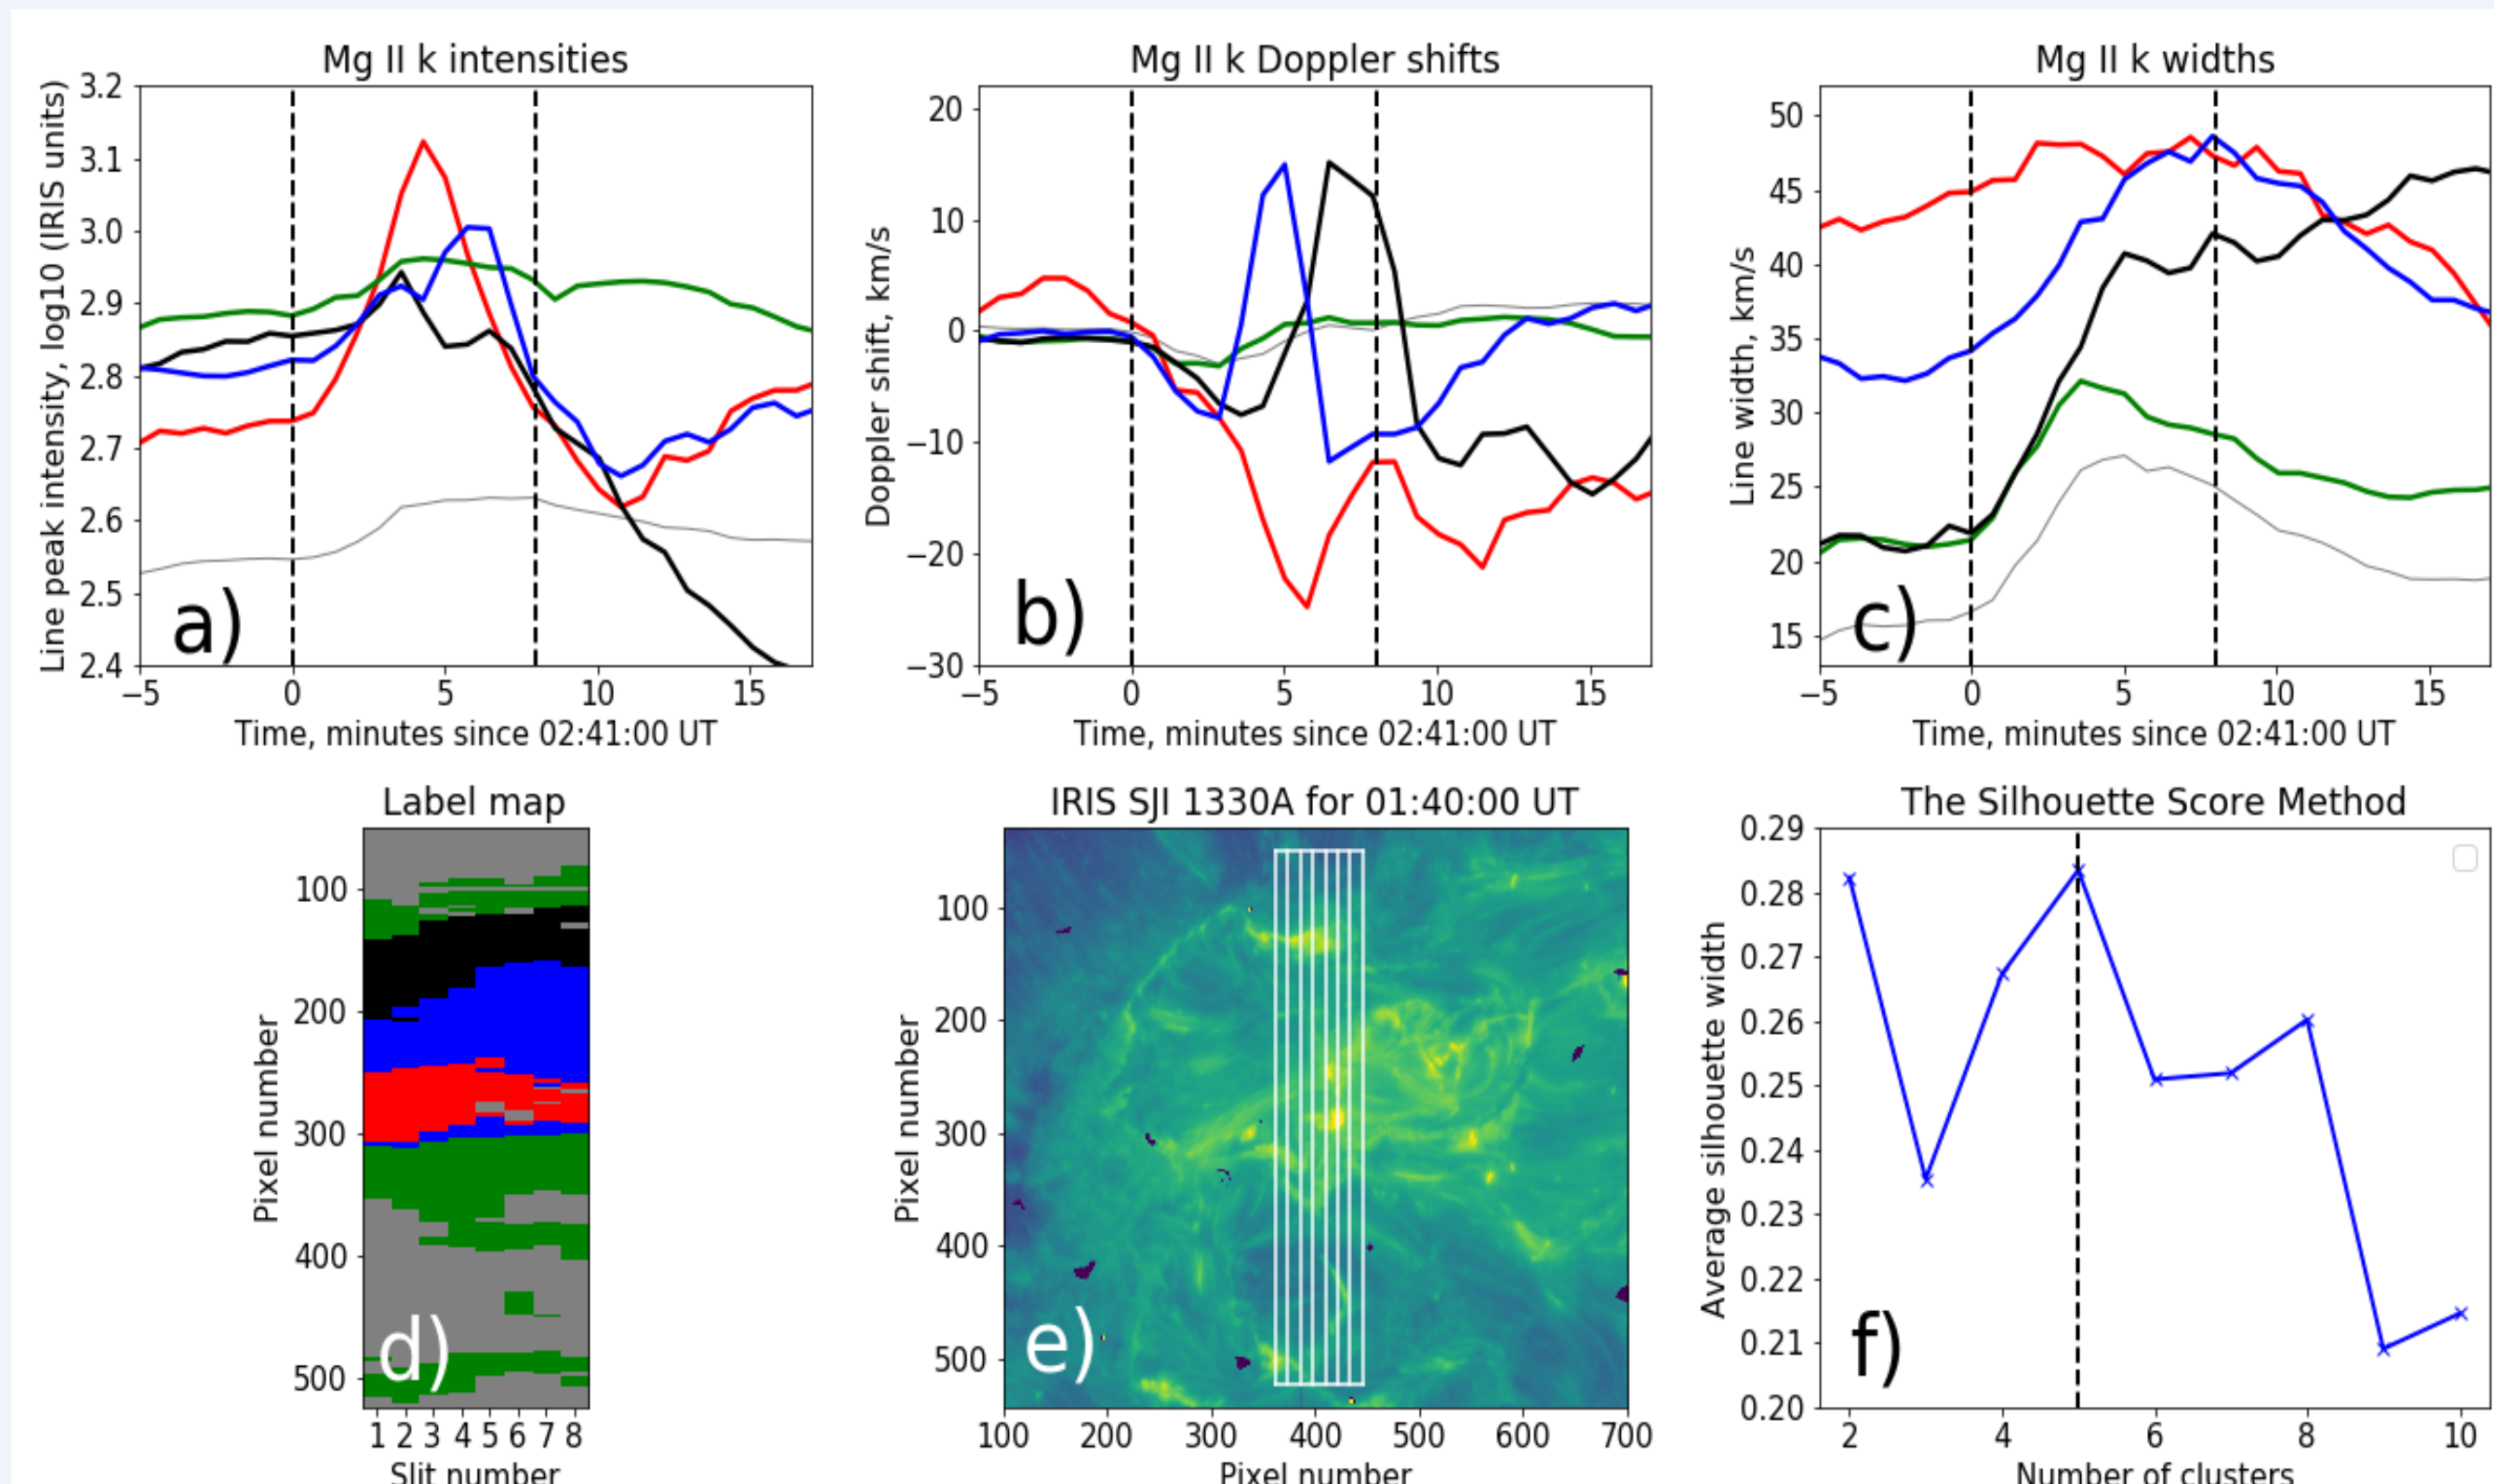 Mg II k intensities
Line peak intensity, log10 (IRIS units)
3.2
3.1
3.0
2.9
2.8
2.7
2.6
2.5
2.4
a)
−5 0 5 10 15
Time, minutes since 02:41:00 UT
Mg II k Doppler shifts
Doppler shift, km/s
20
10
0
−10
−20
−30
b)
−5 0 5 10 15
Time, minutes since 02:41:00 UT
Mg II k widths
Line width, km/s
50
45
40
35
30
25
20
15
c)
−5 0 5 10 15
Time, minutes since 02:41:00 UT
Label map
Pixel number
100
200
300
400
500
d)
1 2 3 4 5 6 7 8
Slit number
IRIS SJI 1330A for 01:40:00 UT
Pixel number
100
200
300
400
500
e)
100 200 300 400 500 600 700
Pixel number
The Silhouette Score Method
Average silhouette width
0.29
0.28
0.27
0.26
0.25
0.24
0.23
0.22
0.21
0.20
f)
2 4 6 8 10
Number of clusters